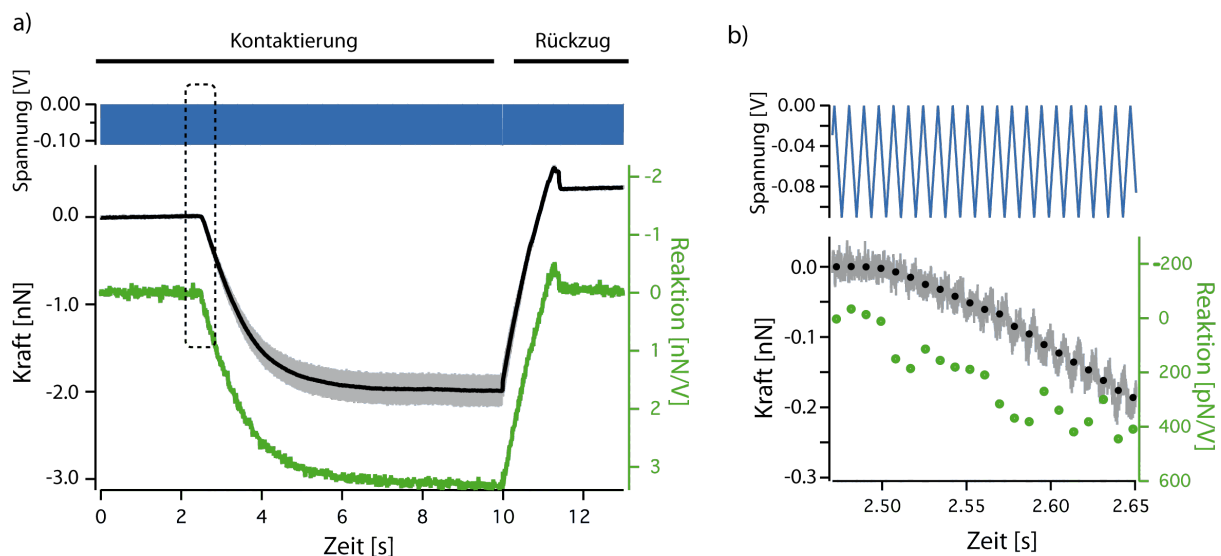 a)
Kontaktierung
Rückzug
Spannung [V]
0.00
-0.10
Kraft [nN]
0.0
-1.0
-2.0
-3.0
-2
-1
0
1
2
3
Reaktion [nN/V]
0
2
4
6
8
10
12
Zeit [s]
b)
Spannung [V]
0.00
-0.04
-0.08
Kraft [nN]
0.0
-0.1
-0.2
-0.3
-200
0
200
400
600
Reaktion [pN/V]
2.50
2.55
2.60
2.65
Zeit [s]